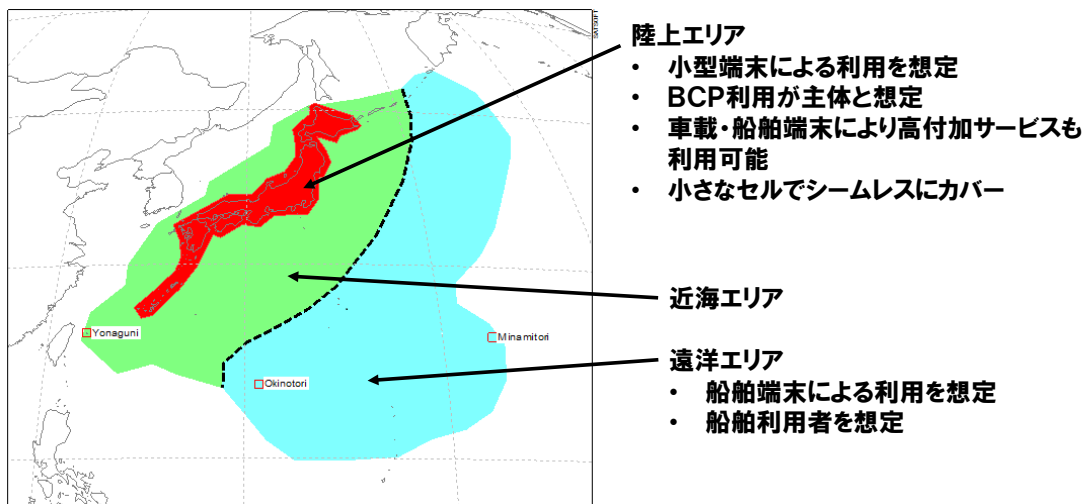 SATSOFT
陸上エリア
・ 小型端末による利用を想定
・ BCP利用が主体と想定
・ 車載・船舶端末により高付加サービスも
利用可能
・ 小さなセルでシームレスにカバー
近海エリア
Yonaguni
Minamitori
遠洋エリア
Okinotori
・ 船舶端末による利用を想定
・ 船舶利用者を想定